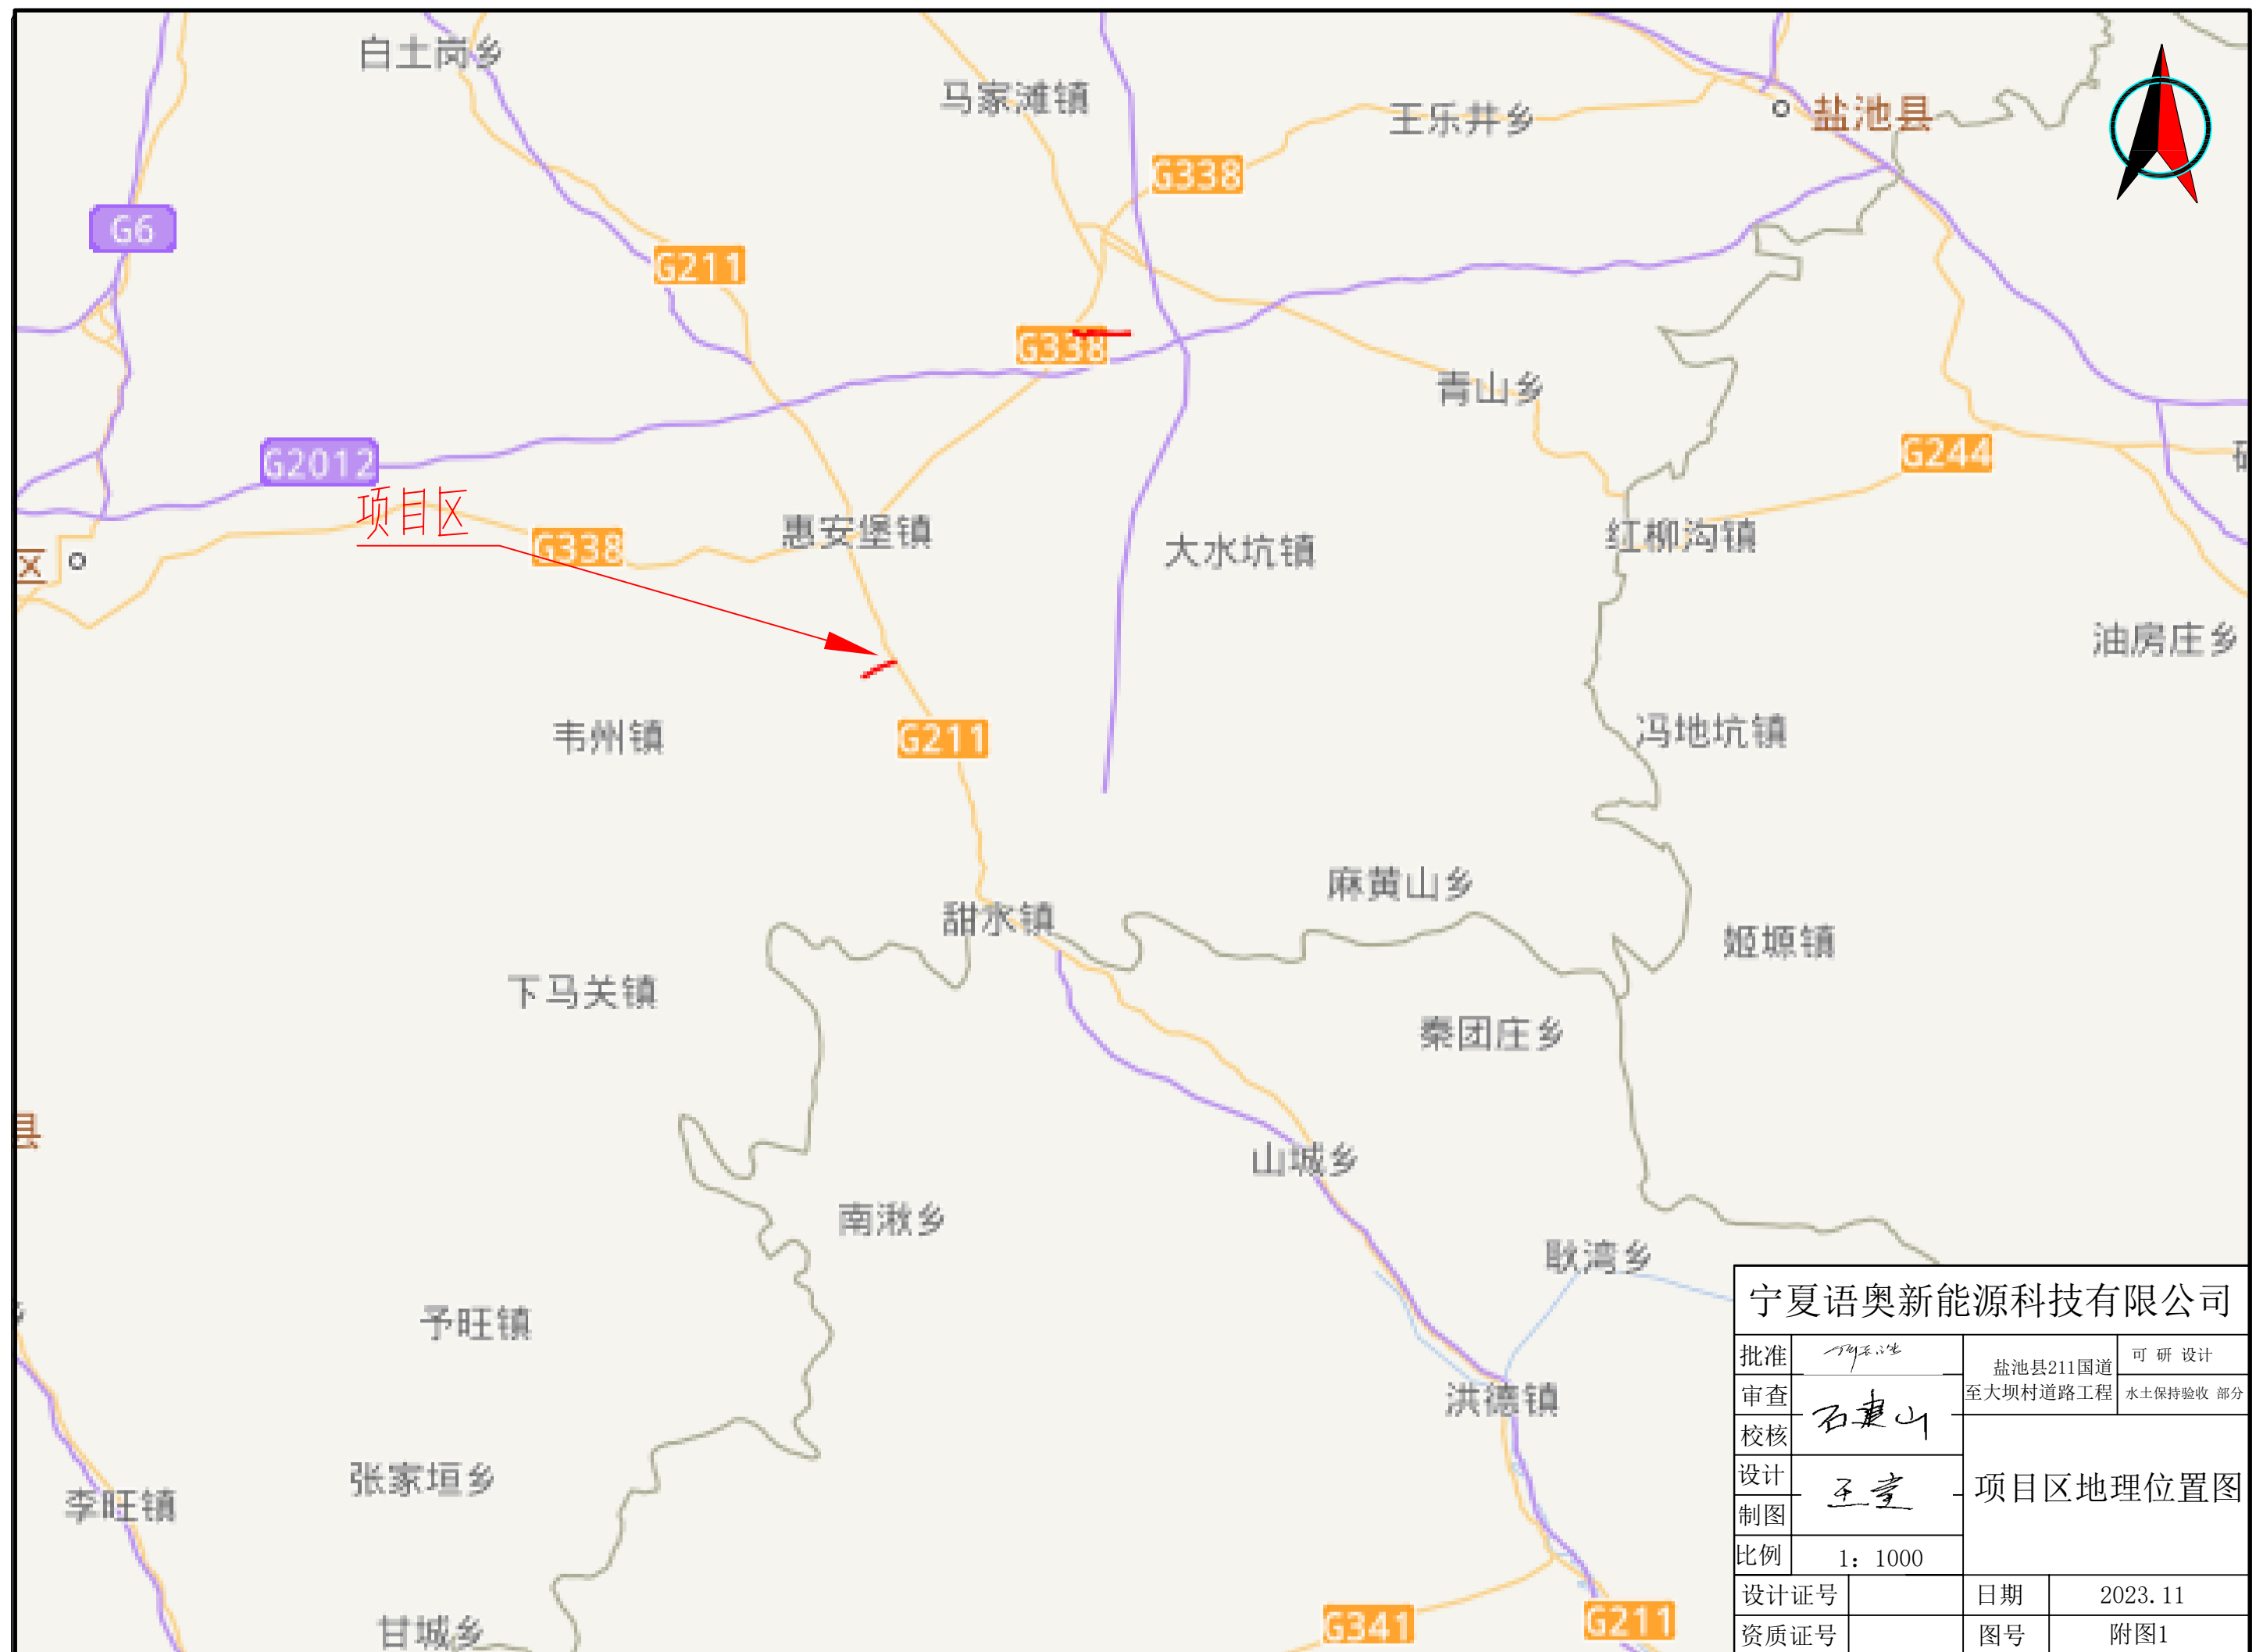 白土岗乡
马家滩镇
王乐井乡
盐池县
G338
G6
G211
G338
青山乡
G2012
G244
项目区
G338
惠安堡镇
大水坑镇
红柳沟镇
区
油房庄乡
韦州镇
G211
冯地坑镇
麻黄山乡
甜水镇
姬塬镇
下马关镇
秦团庄乡
县
山城乡
南湫乡
耿湾乡
予旺镇
洪德镇
张家垣乡
李旺镇
甘城乡
G341
G211
宁夏语奥新能源科技有限公司
批准
盐池县211国道
至大坝村道路工程
可 研 设计
水土保持验收 部分
审查
石建山
校核
设计
王堂
制图
项目区地理位置图
比例
1: 1000
设计证号
日期
2023.11
资质证号
图号
附图1